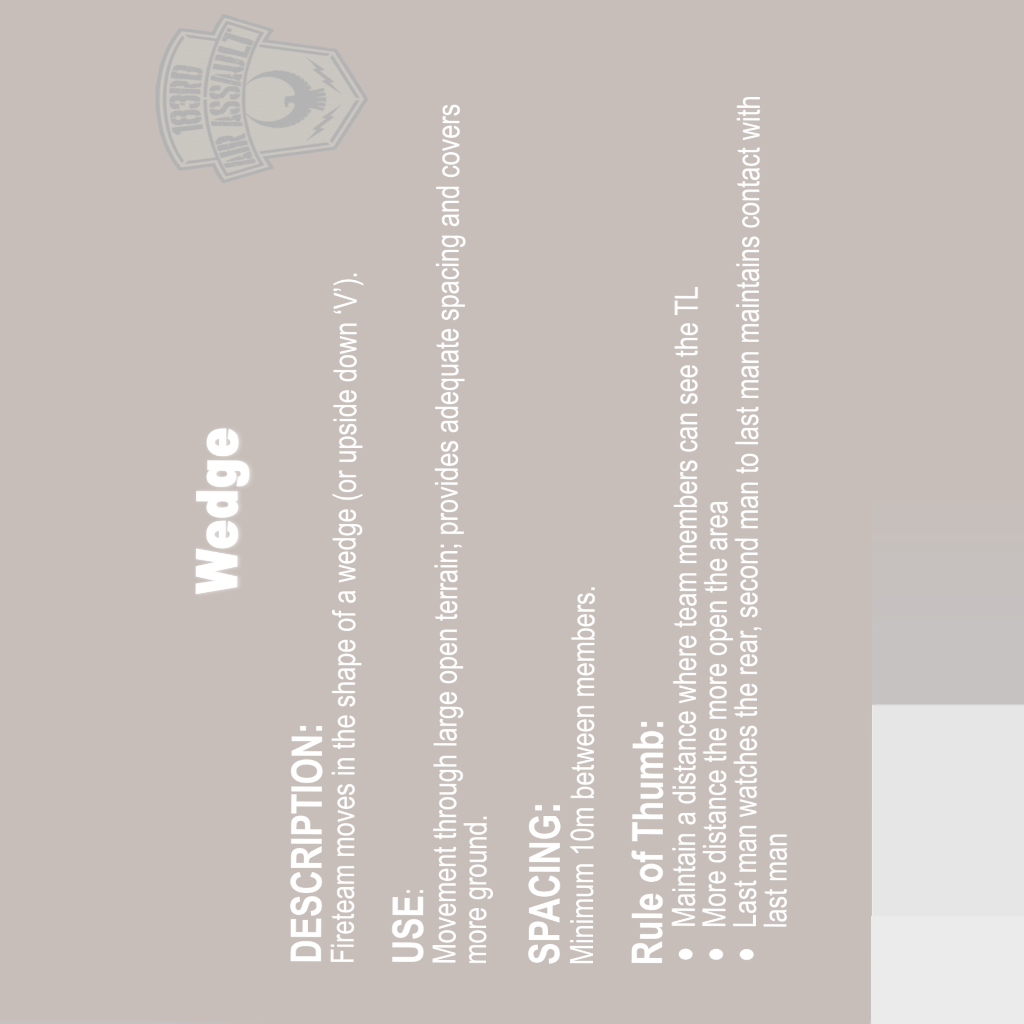 183RD
AIR ASSAULT
Wedge
DESCRIPTION:
Fireteam moves in the shape of a wedge (or upside down ‘V’).
USE:
Movement through large open terrain; provides adequate spacing and covers
more ground.
SPACING:
Minimum 10m between members.
Rule of Thumb:
• Maintain a distance where team members can see the TL
• More distance the more open the area
• Last man watches the rear, second man to last man maintains contact with
last man